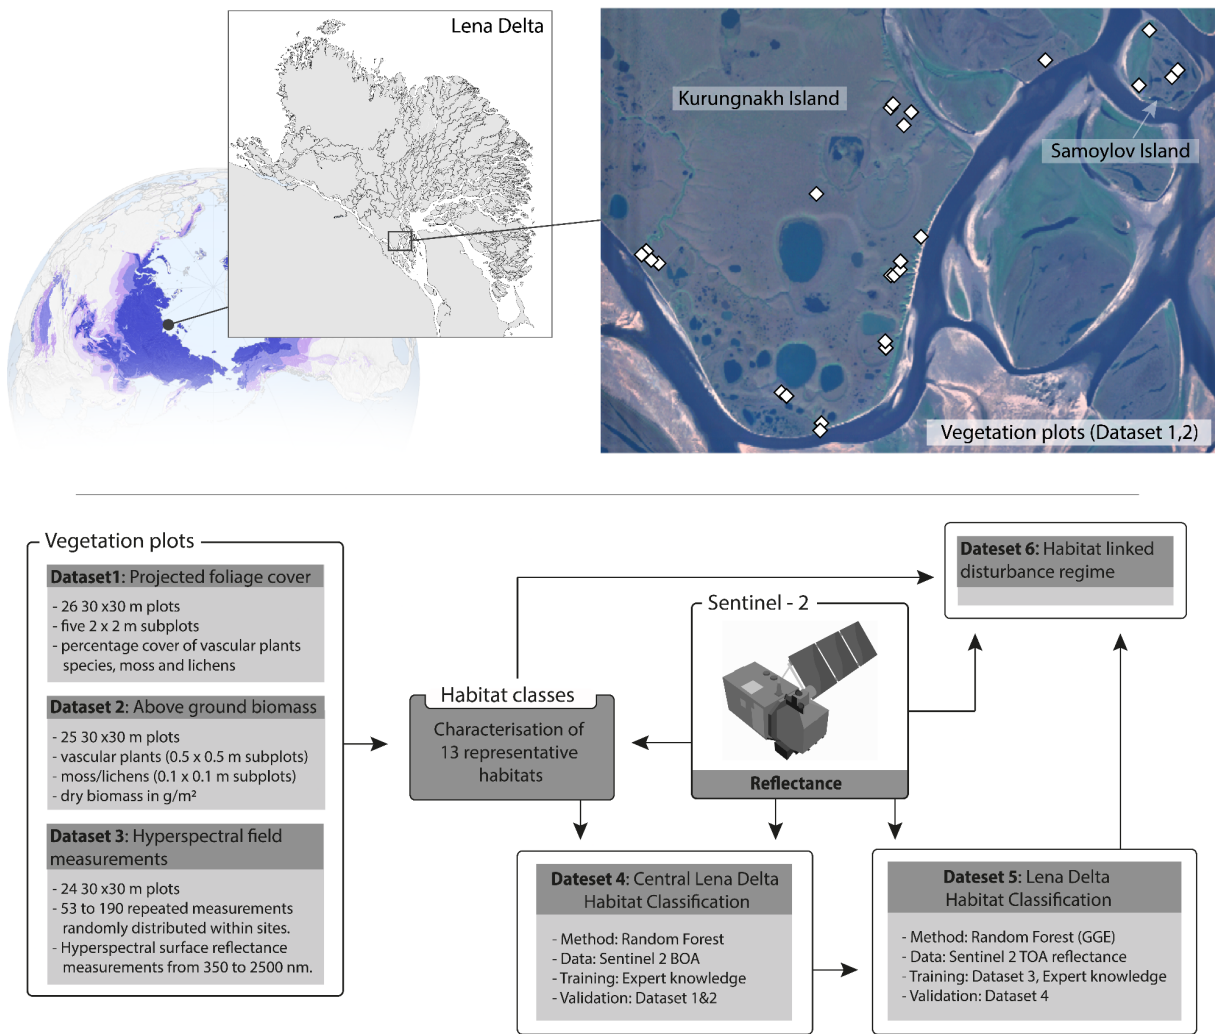 Lena Delta
Kurungnakh Island
Samoylov Island
Vegetation plots (Dataset 1,2)
Vegetation plots
Dataset1: Projected foliage cover
- 26 30 x30 m plots
- five 2 x 2 m subplots
- percentage cover of vascular plants
species, moss and lichens
Dataset 2: Above ground biomass
- 25 30 x30 m plots
- vascular plants (0.5 x 0.5 m subplots)
- moss/lichens (0.1 x 0.1 m subplots)
- dry biomass in g/m²
Dataset 3: Hyperspectral field
measurements
- 24 30 x30 m plots
- 53 to 190 repeated measurements
randomly distributed within sites.
- Hyperspectral surface reflectance
measurements from 350 to 2500 nm.
Habitat classes
Characterisation of
13 representative
habitats
Sentinel - 2
Reflectance
Dateset 6: Habitat linked
disturbance regime
Dateset 4: Central Lena Delta
Habitat Classification
- Method: Random Forest
- Data: Sentinel 2 BOA
- Training: Expert knowledge
- Validation: Dataset 1&2
Dateset 5: Lena Delta
Habitat Classification
- Method: Random Forest (GGE)
- Data: Sentinel 2 TOA reflectance
- Training: Dataset 3, Expert knowledge
- Validation: Dataset 4